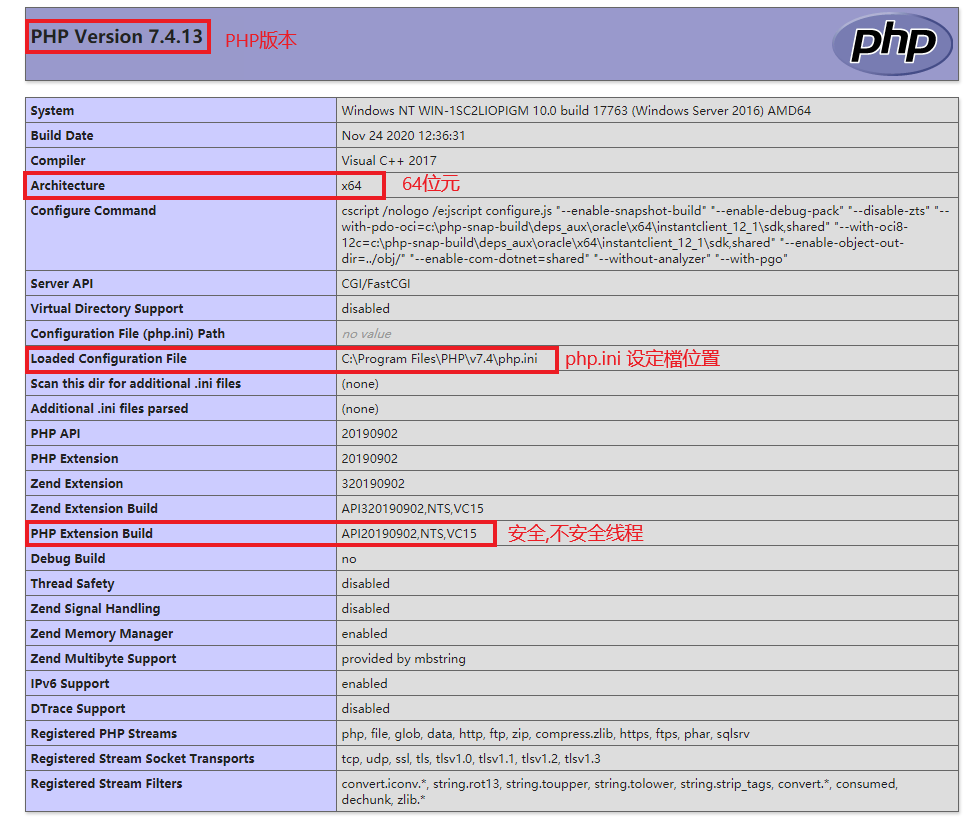 PHP Version 7.4.13 PHP版本 php
System Windows NT WIN-1SC2LIOPIGM 10.0 build 17763 (Windows Server 2016) AMD64
Build Date Nov 24 2020 12:36:31
Compiler Visual C++ 2017
Architecture x64 64位元
Configure Command cscript /nologo /e:jscript configure.js "--enable-snapshot-build" "--enable-debug-pack" "--disable-zts" "--
with-pdo-oci=c:\php-snap-build\deps_aux\oracle\x64\instantclient_12_1\sdk,shared" "--with-oci8-
12c=c:\php-snap-build\deps_aux\oracle\x64\instantclient_12_1\sdk,shared" "--enable-object-out-
dir=../obj/" "--enable-com-dotnet=shared" "--without-analyzer" "--with-pgo"
Server API CGI/FastCGI
Virtual Directory Support disabled
Configuration File (php.ini) Path no value
Loaded Configuration File C:\Program Files\PHP\v7.4\php.ini php.ini 设定檔位置
Scan this dir for additional .ini files (none)
Additional .ini files parsed (none)
PHP API 20190902
PHP Extension 20190902
Zend Extension 320190902
Zend Extension Build API320190902,NTS,VC15
PHP Extension Build API20190902,NTS,VC15 安全,不安全线程
Debug Build no
Thread Safety disabled
Zend Signal Handling disabled
Zend Memory Manager enabled
Zend Multibyte Support provided by mbstring
IPv6 Support enabled
DTrace Support disabled
Registered PHP Streams php, file, glob, data, http, ftp, zip, compress.zlib, https, ftps, phar, sqlsrv
Registered Stream Socket Transports tcp, udp, ssl, tls, tlsv1.0, tlsv1.1, tlsv1.2, tlsv1.3
Registered Stream Filters convert.iconv.*, string.rot13, string.toupper, string.tolower, string.strip_tags, convert.*, consumed,
dechunk, zlib.*